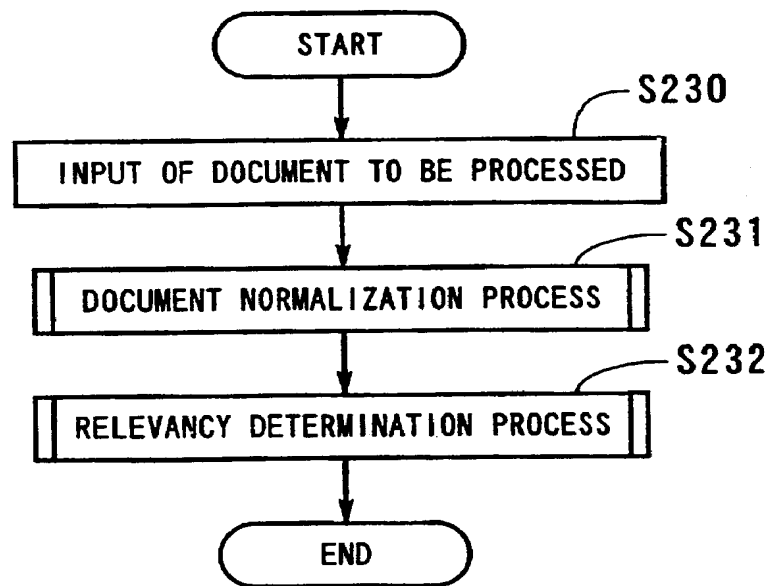 START
S230
INPUT OF DOCUMENT TO BE PROCESSED
S231
DOCUMENT NORMALIZATION PROCESS
S232
RELEVANCY DETERMINATION PROCESS
END